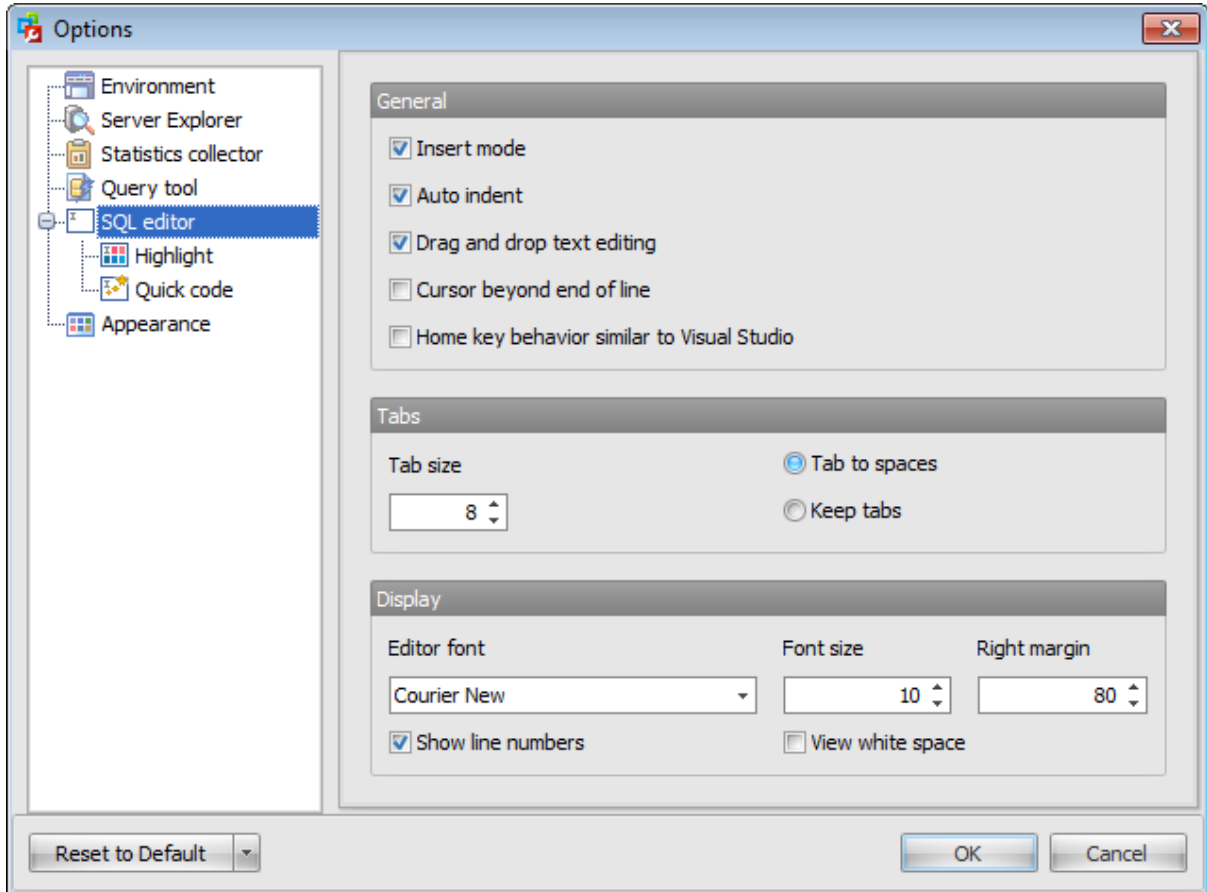 Options
Environment
Server Explorer
Statistics collector
Query tool
SQL editor
Highlight
Quick code
Appearance
General
Insert mode
Auto indent
Drag and drop text editing
Cursor beyond end of line
Home key behavior similar to Visual Studio
Tabs
Tab size
Tab to spaces
8
Keep tabs
Display
Editor font Font size Right margin
Courier New 10 80
Show line numbers View white space
Reset to Default OK Cancel